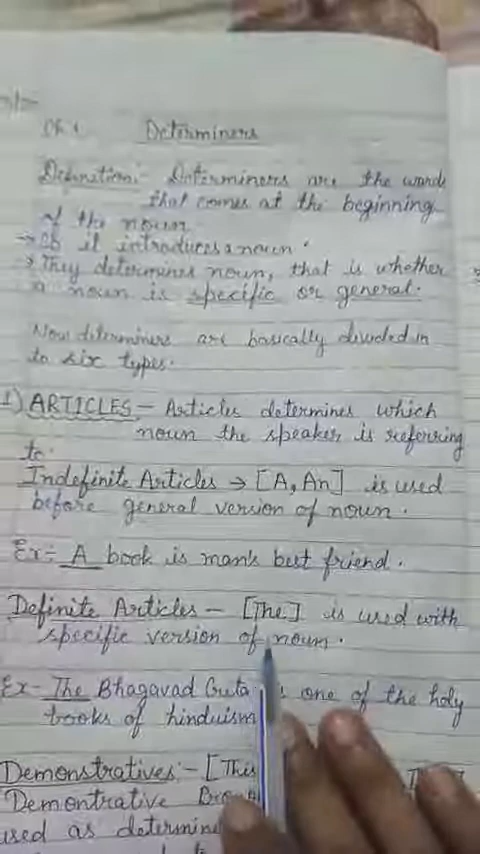 Ch 1 Determiners
Definition:- Determiners are the words
that comes at the beginning
of the noun
→ it introduces a noun.
→ They determines noun, that is whether
a noun is specific or general.
Now determiners are basically divided in
to six types.
1) ARTICLES - Articles determines which
noun the speaker is referring
to.
Indefinite Articles → [A, An] is used
before general version of noun.
Ex:- A book is man's best friend.
Definite Articles - [The] is used with
specific version of noun.
Ex- The Bhagavad Gita is one of the holy
books of hinduism
Demonstratives:- [This
Demontrative
used as determine